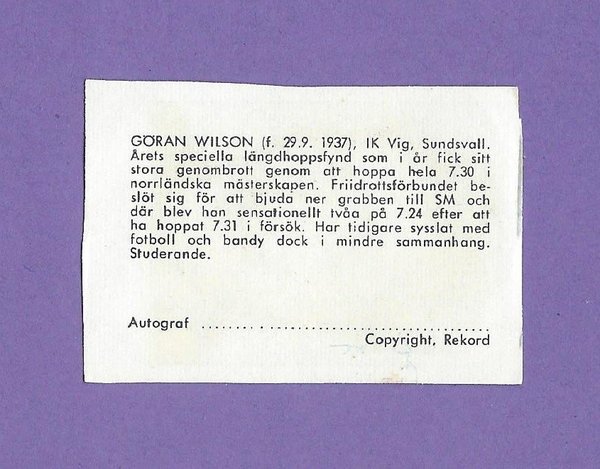 GÖRAN WILSON (f. 29.9. 1937), IK Vig, Sundsvall.
Årets speciella längdhoppsfynd som i år fick sitt
stora genombrott genom att hoppa hela 7.30 i
norrländska mästerskapen. Friidrottsförbundet be-
slöt sig för att bjuda ner grabben till SM och
där blev han sensationellt tvåa på 7.24 efter att
ha hoppat 7.31 i försök. Har tidigare sysslat med
fotboll och bandy dock i mindre sammanhang.
Studerande.
Autograf ........................................
Copyright, Rekord